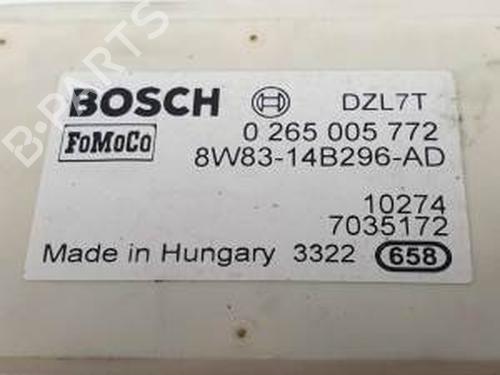 B-PARTS
BOSCH DZL7T
FoMoCo 0 265 005 772
8W83-14B296-AD
10274
7035172
Made in Hungary 3322 658